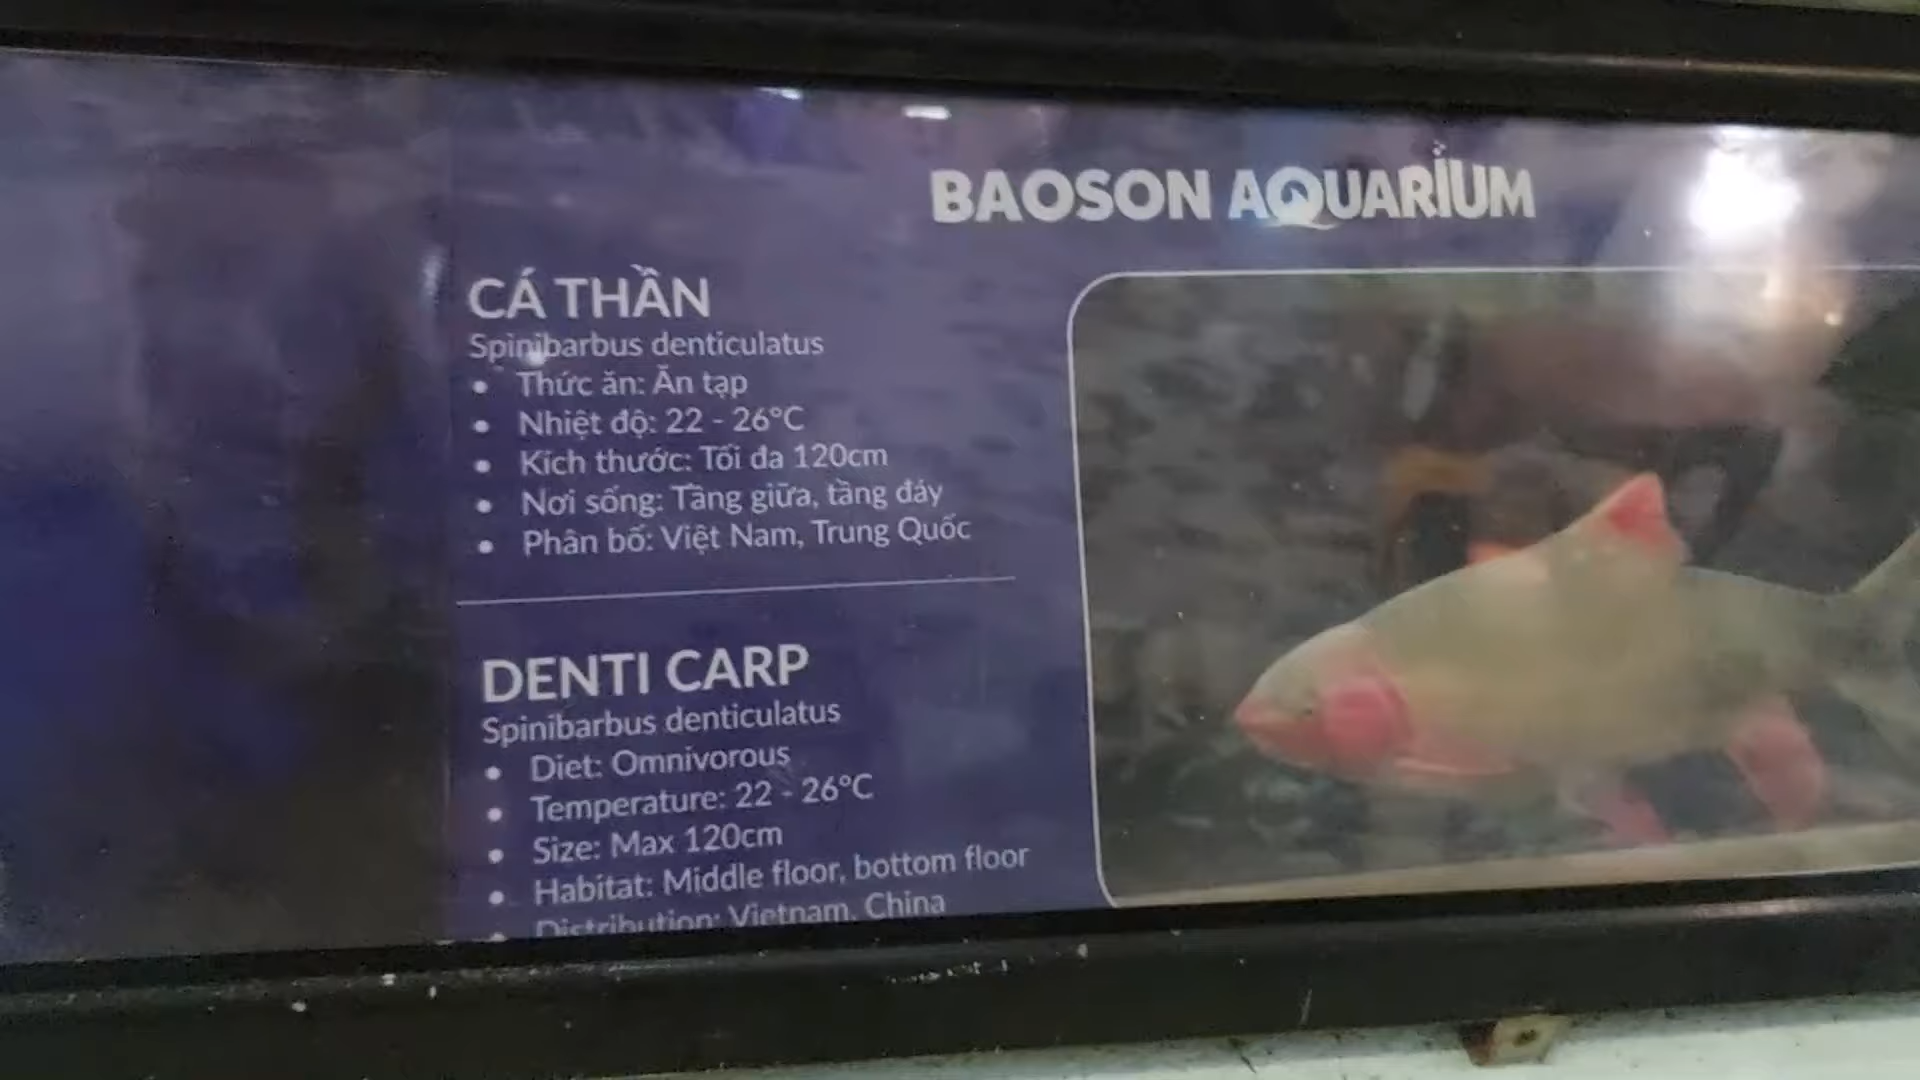 BAOSON AQUARIUM
CÁ THẦN
Spinibarbus denticulatus
• Thức ăn: Ăn tạp
• Nhiệt độ: 22 - 26°C
• Kích thước: Tối đa 120cm
• Nơi sống: Tầng giữa, tầng đáy
• Phân bố: Việt Nam, Trung Quốc
DENTI CARP
Spinibarbus denticulatus
• Diet: Omnivorous
• Temperature: 22 - 26°C
• Size: Max 120cm
• Habitat: Middle floor, bottom floor
• Distribution: Vietnam, China